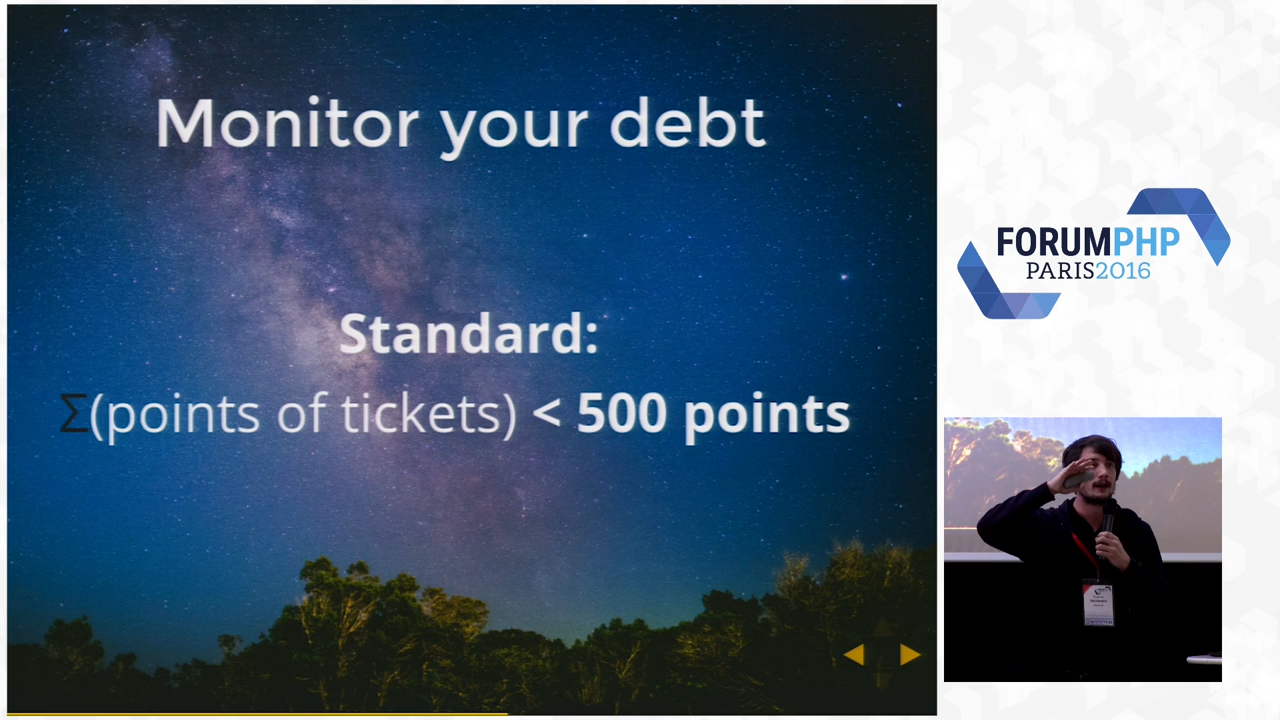 Monitor your debt
Standard:
Σ(points of tickets) < 500 points
FORUMPHP
PARIS2016